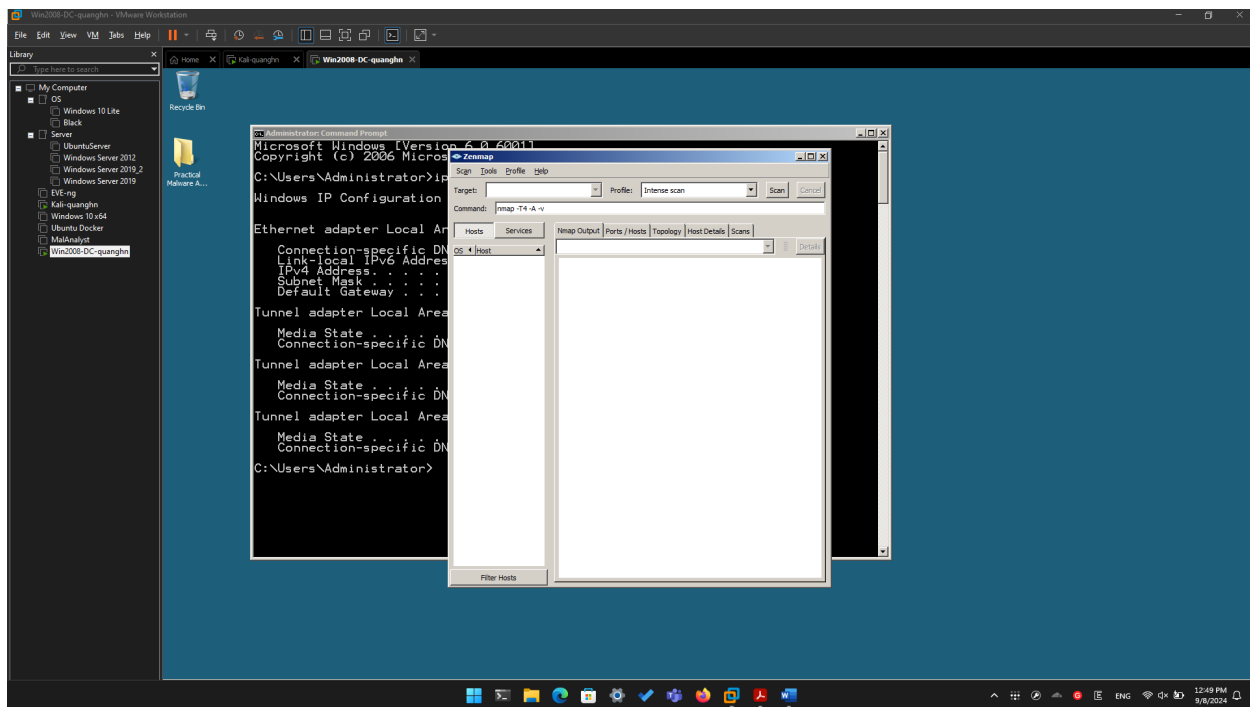 Win2008-DC-quanghn - VMware Workstation
File Edit View VM Tabs Help
Library
Type here to search
My Computer
OS
Windows 10 Lite
Black
Server
UbuntuServer
Windows Server 2012
Windows Server 2019_2
Windows Server 2019
EVE-ng
Kali-quanghn
Windows 10 x64
Ubuntu Docker
MalAnalyst
Win2008-DC-quanghn
Home Kali-quanghn Win2008-DC-quanghn
Recycle Bin
Practical
Malware A...
Administrator: Command Prompt
Microsoft Windows [Version 6.0.6001]
Copyright (c) 2006 Micros
C:\Users\Administrator>ip
Windows IP Configuration
Ethernet adapter Local Ar
Connection-specific DN
Link-local IPv6 Addres
IPv4 Address. . . . .
Subnet Mask . . . . .
Default Gateway . . .
Tunnel adapter Local Area
Media State . . . . .
Connection-specific DN
Tunnel adapter Local Area
Media State . . . . .
Connection-specific DN
Tunnel adapter Local Area
Media State . . . . .
Connection-specific DN
C:\Users\Administrator>
Zenmap
Scan Tools Profile Help
Target: Profile: Intense scan Scan Cancel
Command: nmap -T4 -A -v
Hosts Services Nmap Output Ports / Hosts Topology Host Details Scans
OS Host Details
Filter Hosts
ENG 12:49 PM
9/8/2024